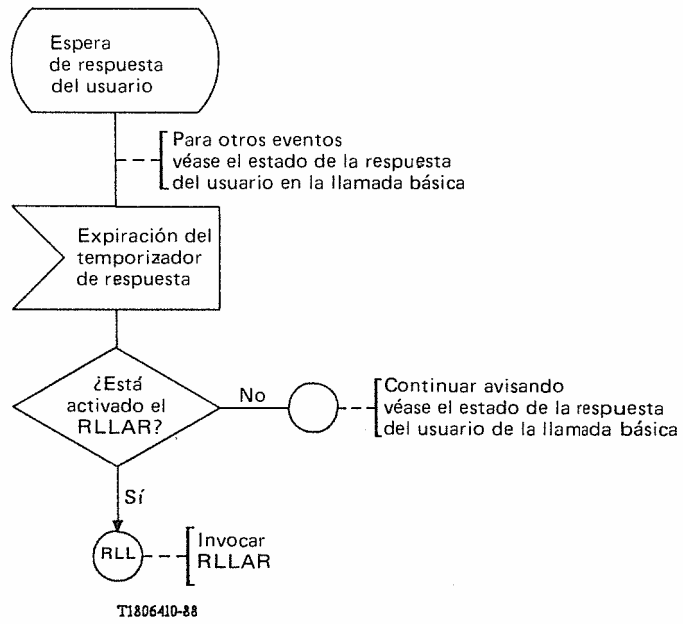 Espera
de respuesta
del usuario
Para otros eventos
véase el estado de la respuesta
del usuario en la llamada básica
Expiración del
temporizador
de respuesta
¿Está
activado el
RLLAR?
No
Continuar avisando
véase el estado de la respuesta
del usuario de la llamada básica
Sí
RLL
Invocar
RLLAR
T1806410-88